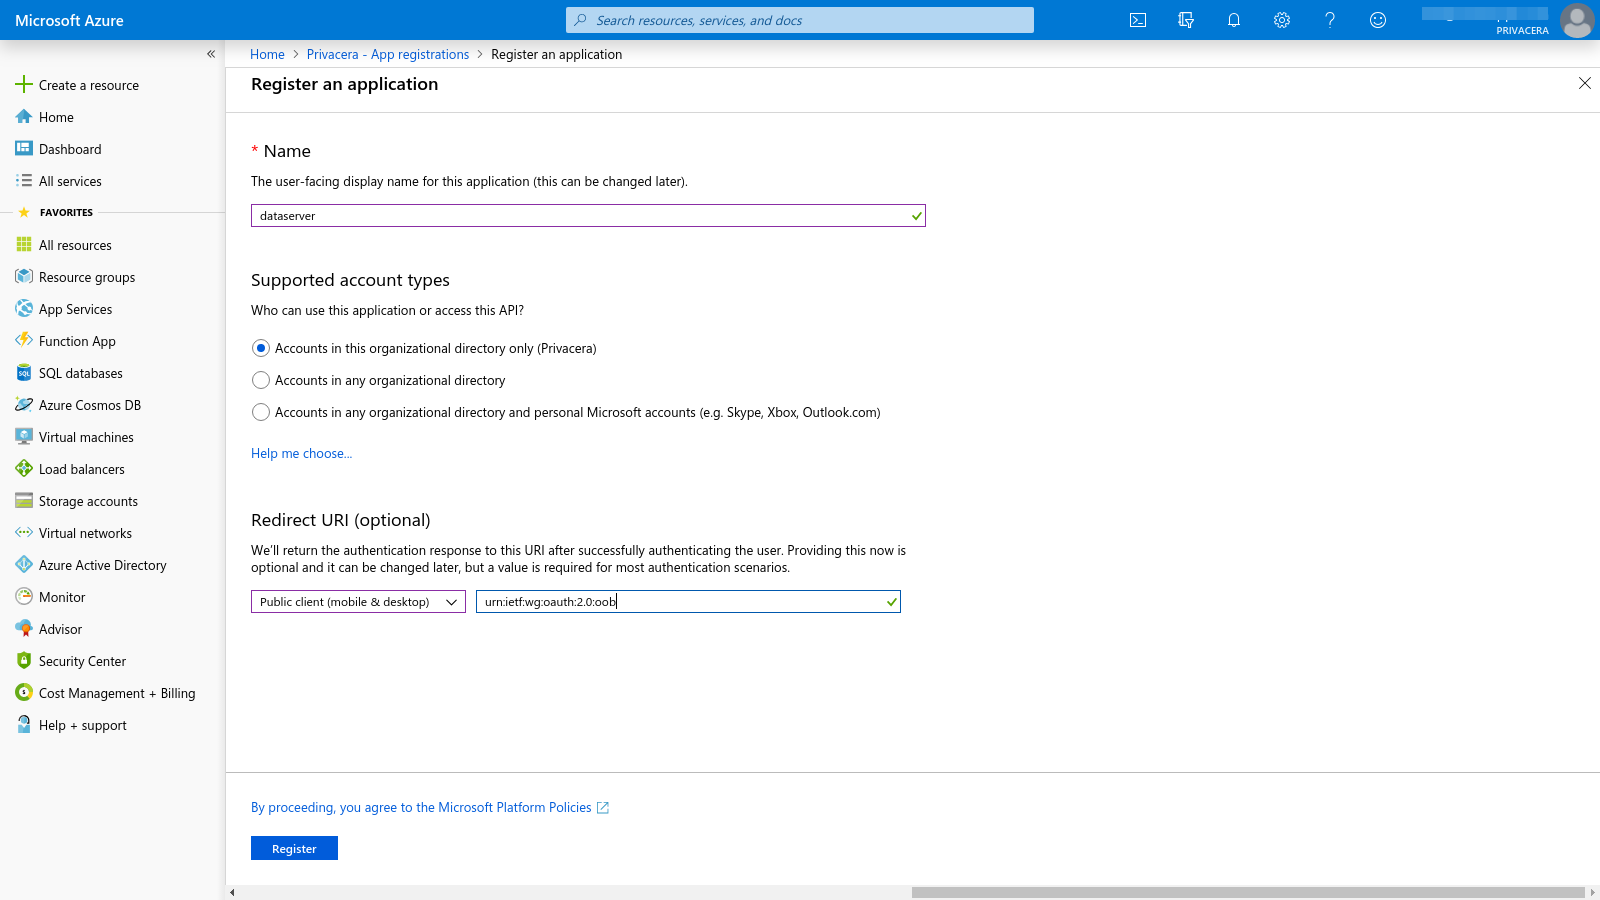 Microsoft Azure
Search resources, services, and docs
PRIVACERA
«
Home > Privacera - App registrations > Register an application
Create a resource
Home
Dashboard
All services
FAVORITES
All resources
Resource groups
App Services
Function App
SQL databases
Azure Cosmos DB
Virtual machines
Load balancers
Storage accounts
Virtual networks
Azure Active Directory
Monitor
Advisor
Security Center
Cost Management + Billing
Help + support
Register an application
* Name
The user-facing display name for this application (this can be changed later).
dataserver
Supported account types
Who can use this application or access this API?
Accounts in this organizational directory only (Privacera)
Accounts in any organizational directory
Accounts in any organizational directory and personal Microsoft accounts (e.g. Skype, Xbox, Outlook.com)
Help me choose...
Redirect URI (optional)
We'll return the authentication response to this URI after successfully authenticating the user. Providing this now is
optional and it can be changed later, but a value is required for most authentication scenarios.
Public client (mobile & desktop)
urn:ietf:wg:oauth:2.0:oob
By proceeding, you agree to the Microsoft Platform Policies
Register